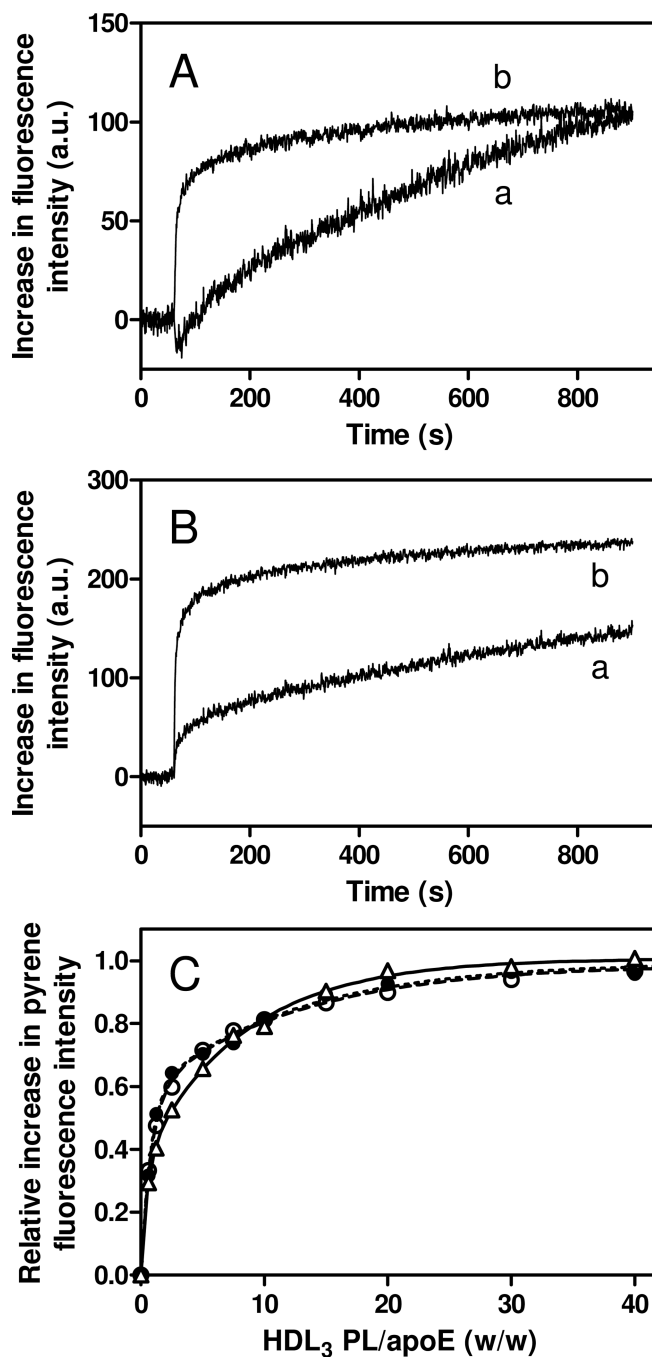 A
b
a
150
100
50
0
Increase in fluorescence
intensity (a.u.)
0 200 400 600 800
Time (s)
B
b
a
300
200
100
0
Increase in fluorescence
intensity (a.u.)
0 200 400 600 800
Time (s)
C
1.0
0.8
0.6
0.4
0.2
0.0
Relative increase in pyrene
fluorescence intensity
0 10 20 30 40
HDL₃ PL/apoE (w/w)